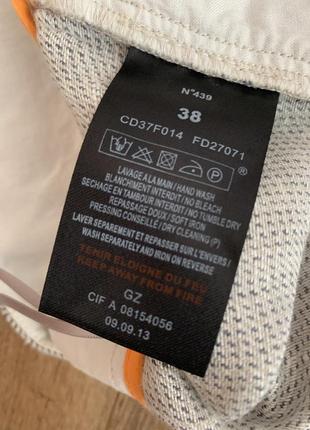 N°439
38
CD37F014 FD27071
P
®
LAVAGE A LA MAIN / HAND WASH
BLANCHIMENT INTERDIT / NO BLEACH
SECHAGE EN TAMBOUR INTERDIT / NO TUMBLE DRY
REPASSAGE DOUX / SOFT IRON
PRESSING CONSEILLÉ / DRY CLEANING (P)
LAVER SEPAREMENT ET REPASSER SUR L'ENVERS
WASH SEPARATELY AND IRON ON REVERSE
TENIR ELOIGNE DU FEU
KEEP AWAY FROM FIRE
GZ
CIF A 08154056
09.09.13